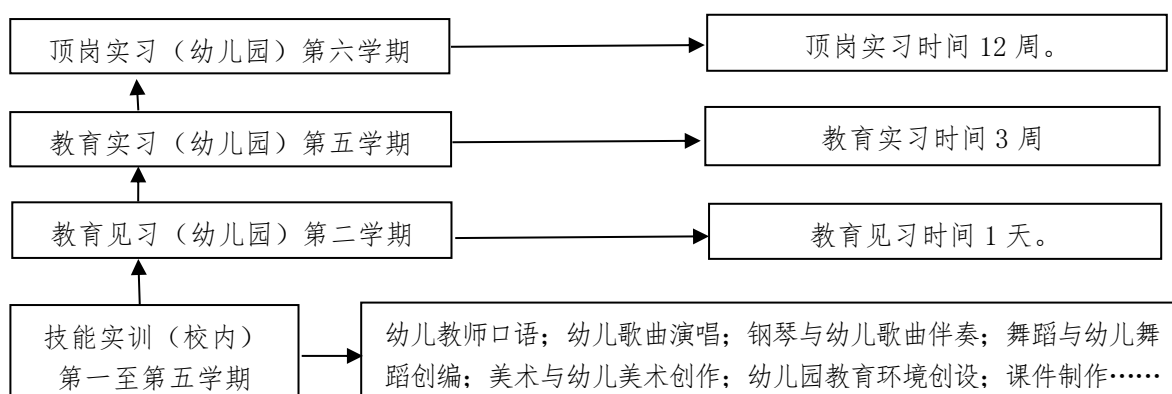 顶岗实习（幼儿园）第六学期
顶岗实习时间 12 周。
教育实习（幼儿园）第五学期
教育实习时间 3 周
教育见习（幼儿园）第二学期
教育见习时间 1 天。
技能实训（校内）
第一至第五学期
幼儿教师口语；幼儿歌曲演唱；钢琴与幼儿歌曲伴奏；舞蹈与幼儿舞
蹈创编；美术与幼儿美术创作；幼儿园教育环境创设；课件制作……